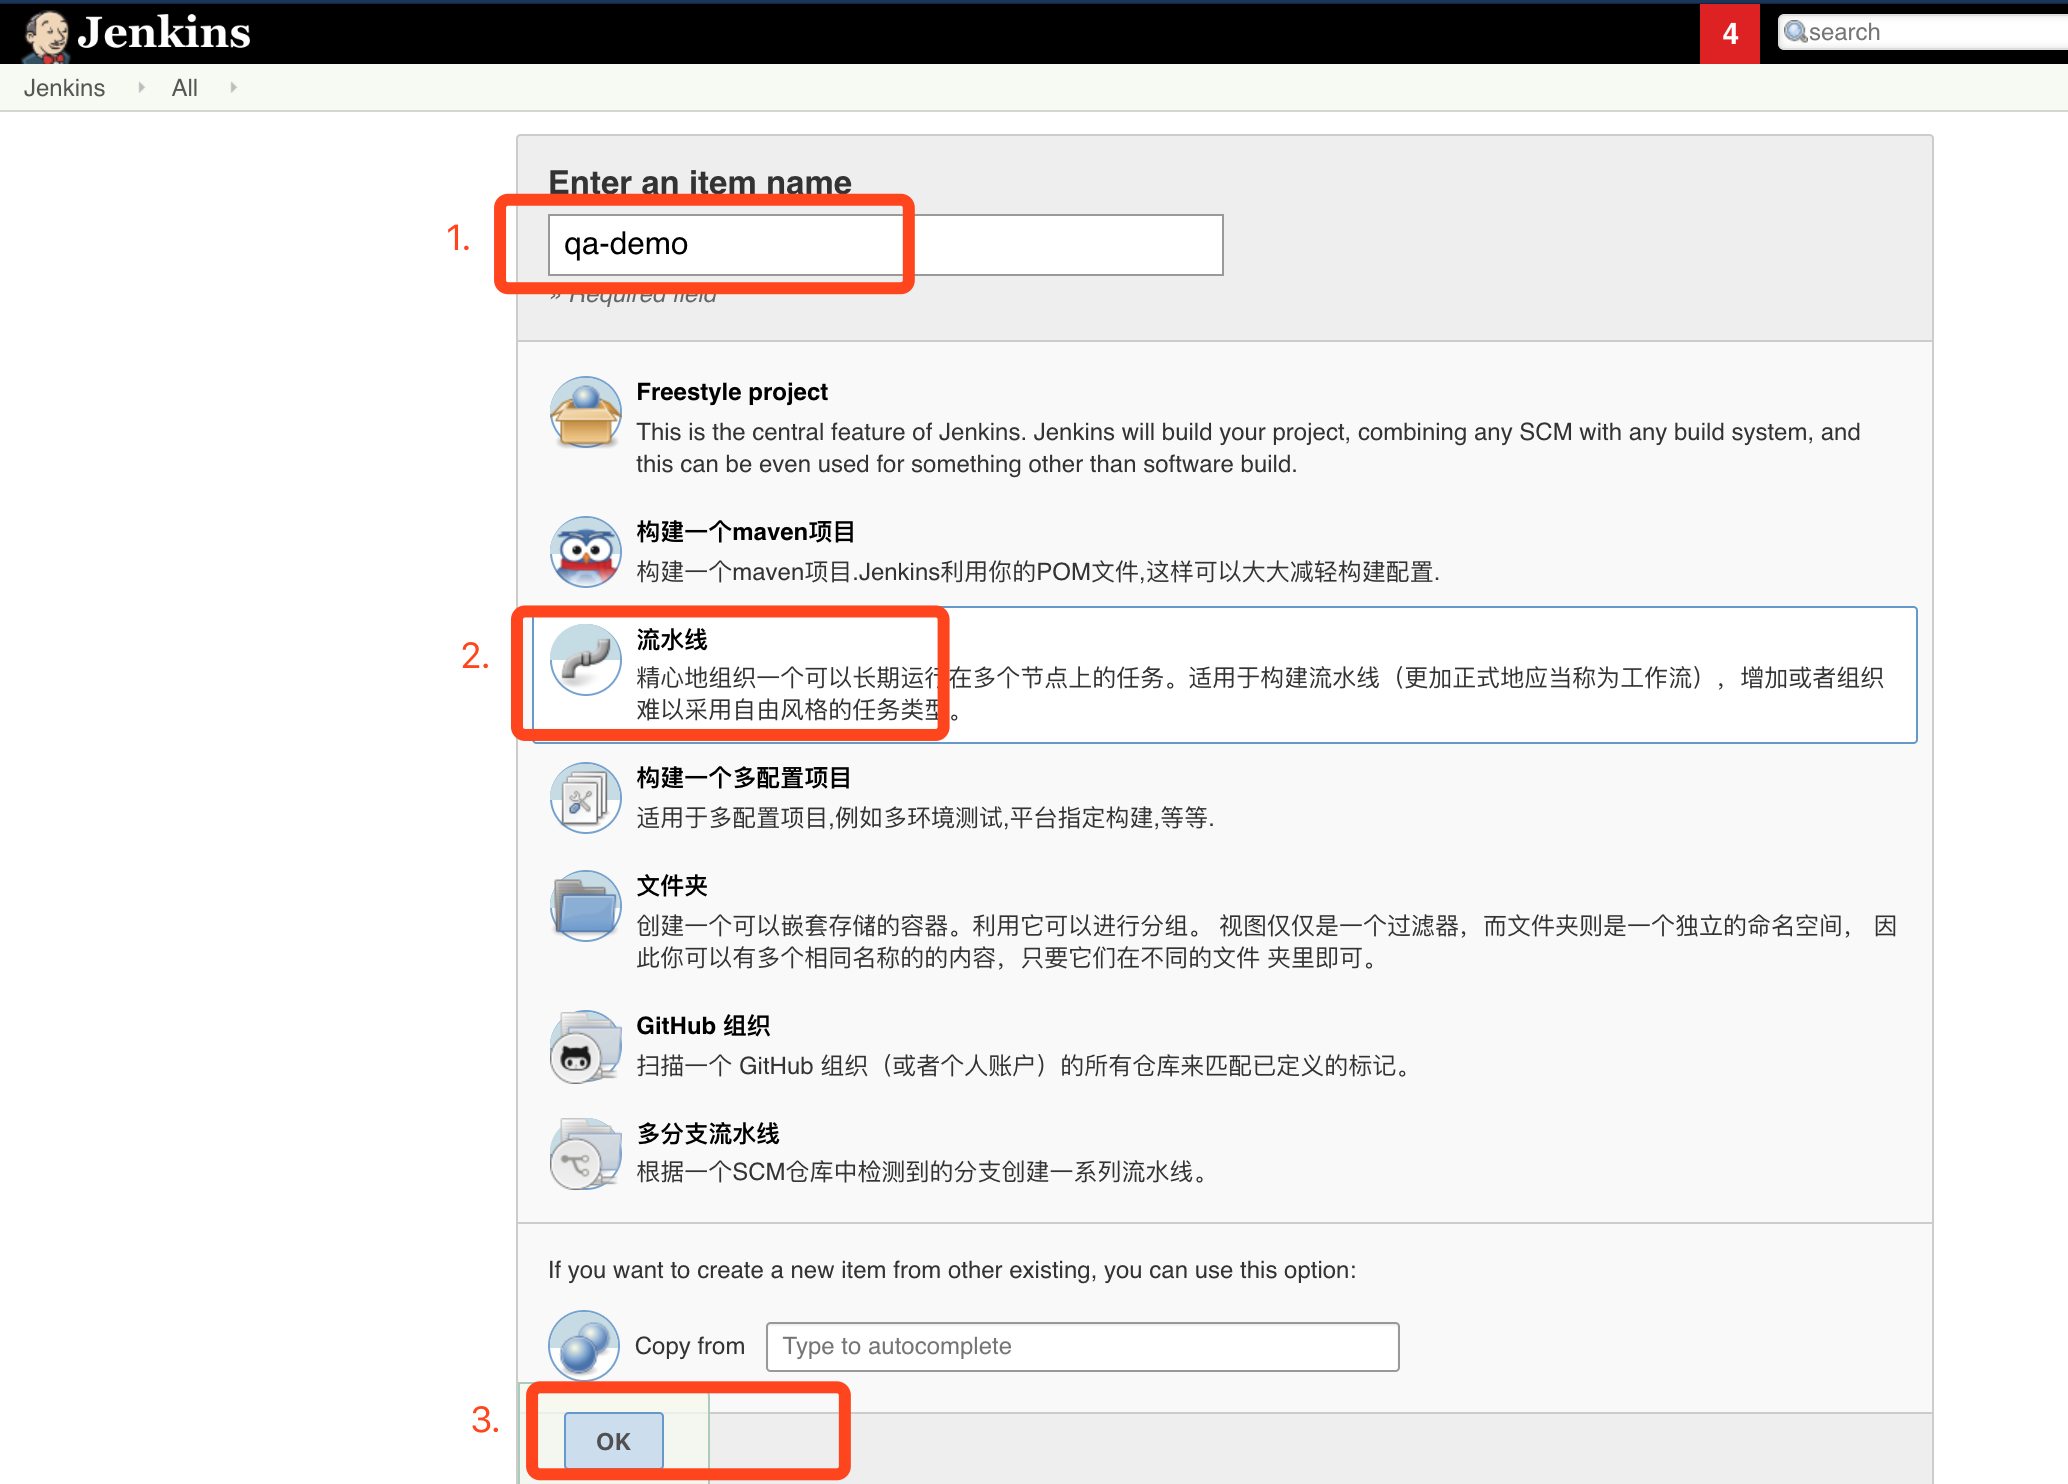 Jenkins
4
search
Jenkins
All
Enter an item name
1.
qa-demo
» Required field
Freestyle project
This is the central feature of Jenkins. Jenkins will build your project, combining any SCM with any build system, and
this can be even used for something other than software build.
构建一个maven项目
构建一个maven项目.Jenkins利用你的POM文件,这样可以大大减轻构建配置.
2.
流水线
精心地组织一个可以长期运行在多个节点上的任务。适用于构建流水线（更加正式地应当称为工作流），增加或者组织
难以采用自由风格的任务类型。
构建一个多配置项目
适用于多配置项目,例如多环境测试,平台指定构建,等等.
文件夹
创建一个可以嵌套存储的容器。利用它可以进行分组。 视图仅仅是一个过滤器，而文件夹则是一个独立的命名空间， 因
此你可以有多个相同名称的的内容，只要它们在不同的文件 夹里即可。
GitHub 组织
扫描一个 GitHub 组织（或者个人账户）的所有仓库来匹配已定义的标记。
多分支流水线
根据一个SCM仓库中检测到的分支创建一系列流水线。
If you want to create a new item from other existing, you can use this option:
Copy from
Type to autocomplete
3.
OK